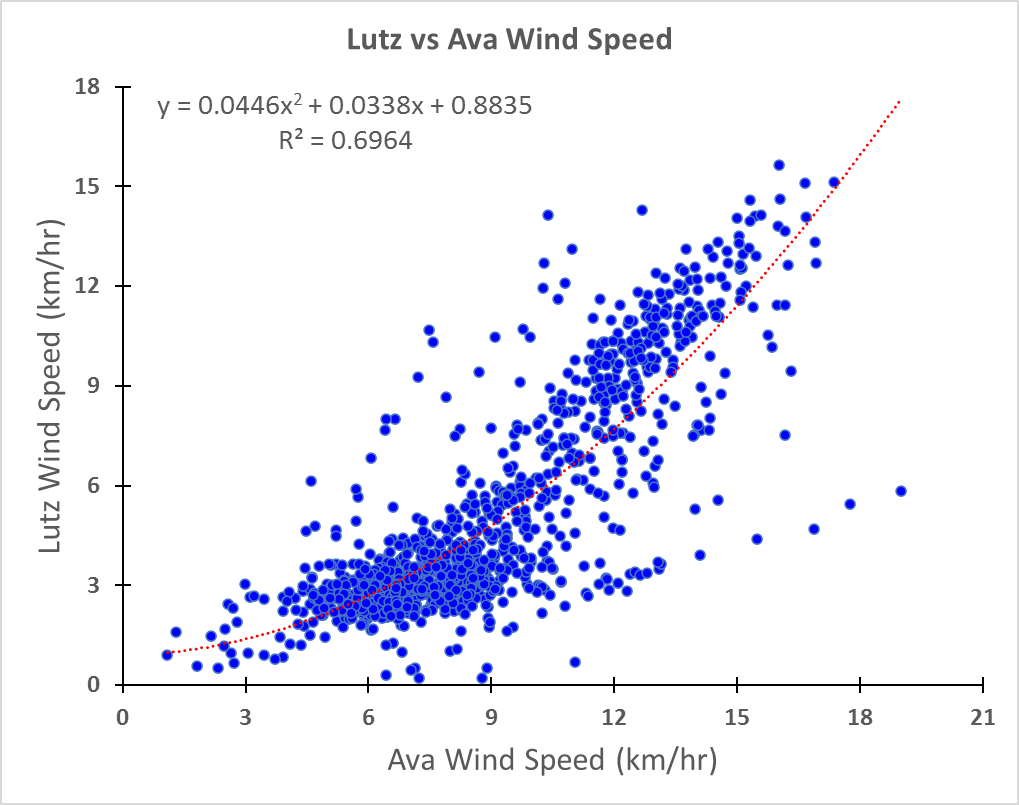 Lutz vs Ava Wind Speed
y = 0.0446x² + 0.0338x + 0.8835
R² = 0.6964
Lutz Wind Speed (km/hr)
18
15
12
9
6
3
0
0 3 6 9 12 15 18 21
Ava Wind Speed (km/hr)